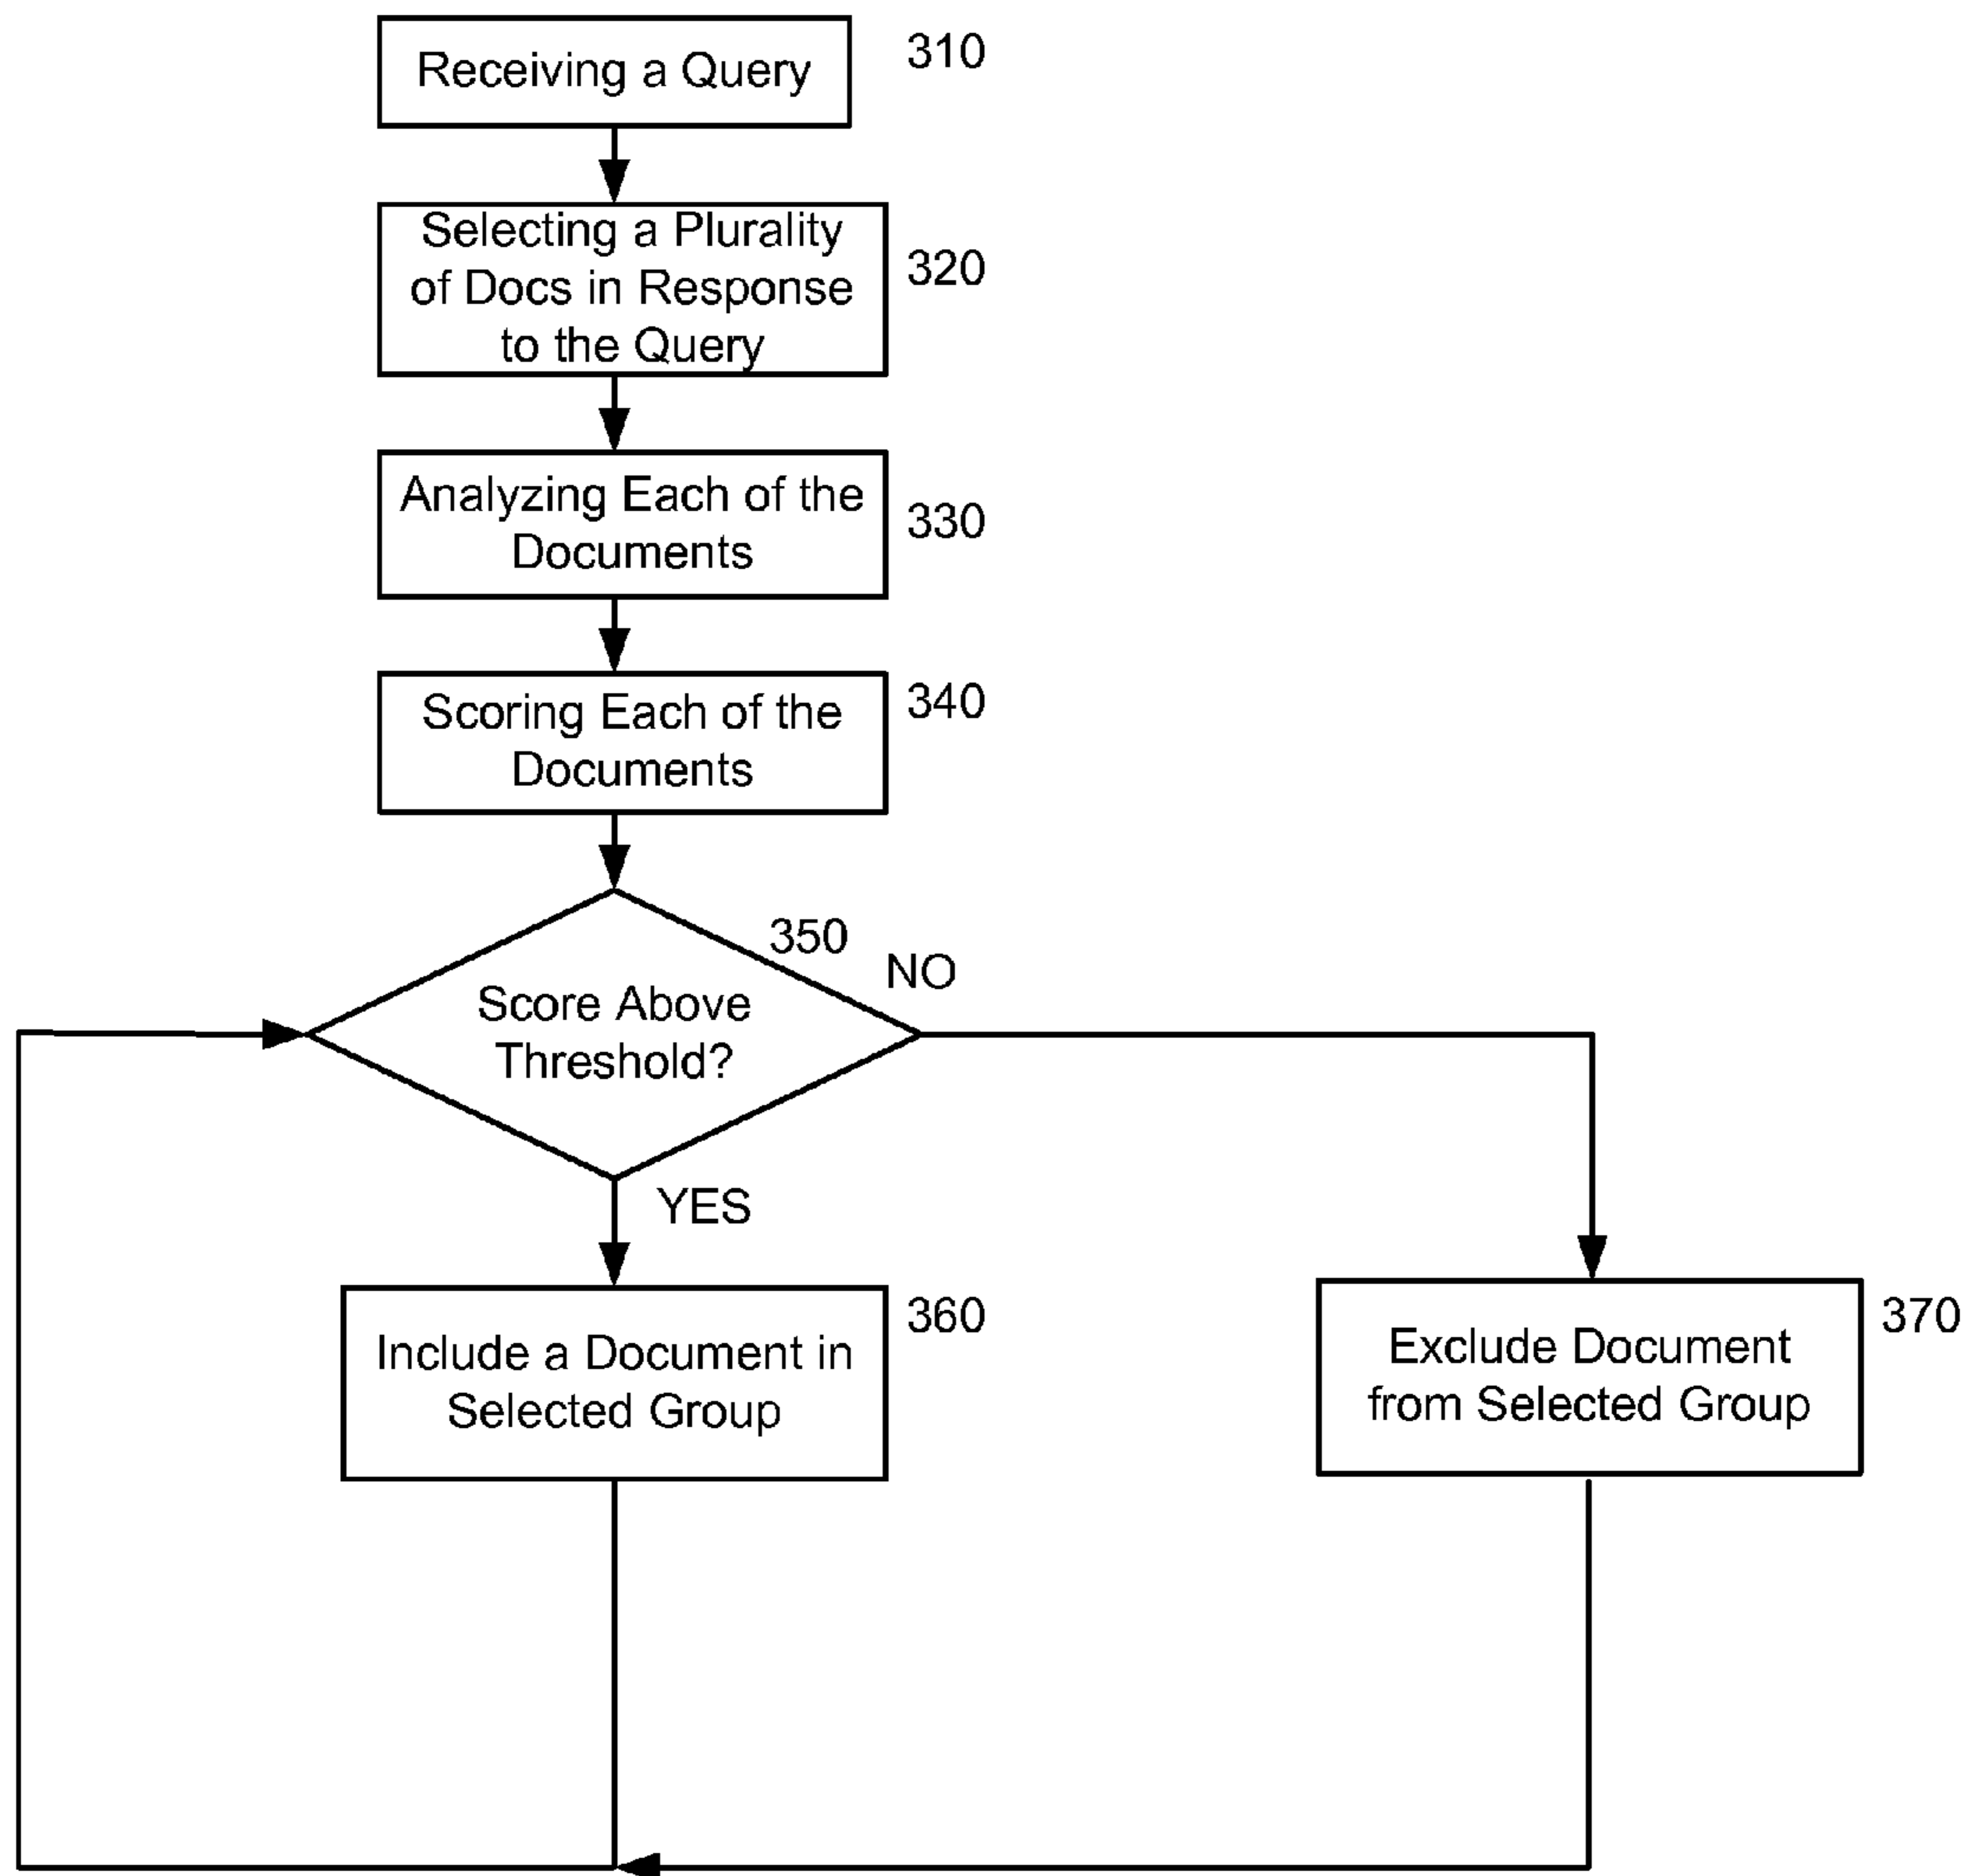 Receiving a Query
310
Selecting a Plurality
of Docs in Response
to the Query
320
Analyzing Each of the
Documents
330
Scoring Each of the
Documents
340
350
NO
Score Above
Threshold?
YES
Include a Document in
Selected Group
360
Exclude Document
from Selected Group
370